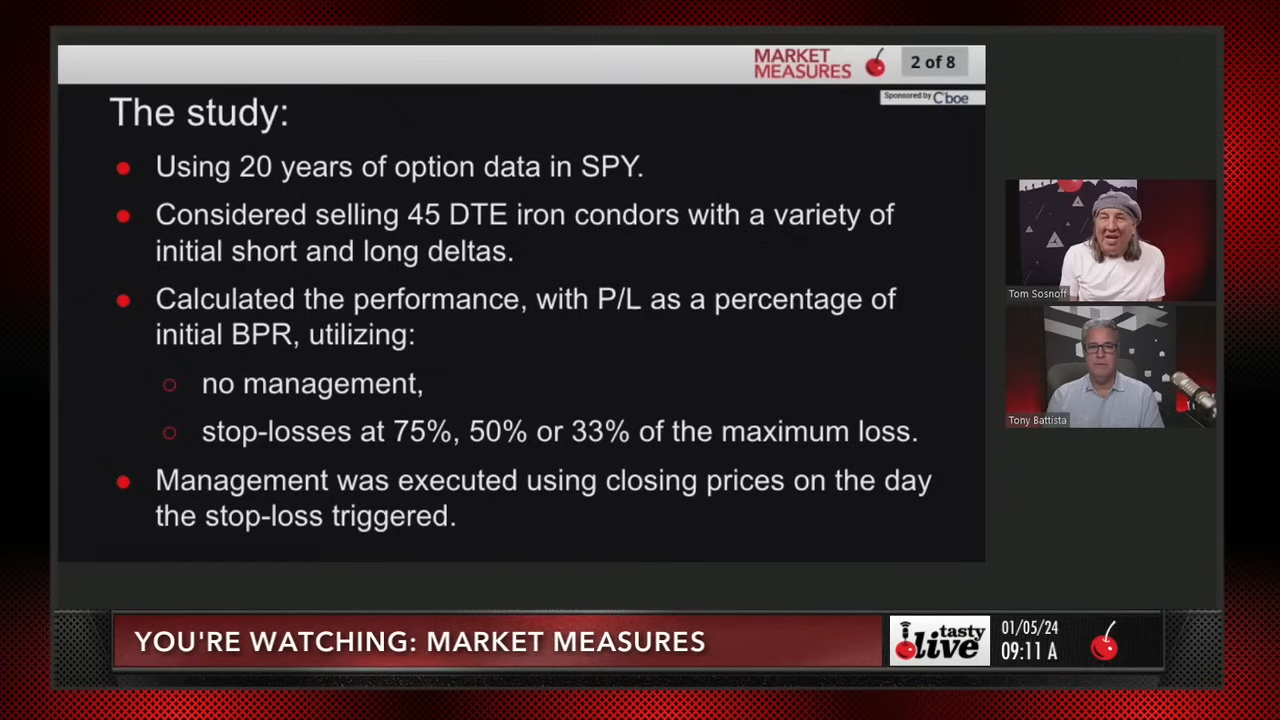 MARKET
MEASURES
2 of 8
Sponsored by Cboe
The study:
Using 20 years of option data in SPY.
Considered selling 45 DTE iron condors with a variety of
initial short and long deltas.
Calculated the performance, with P/L as a percentage of
initial BPR, utilizing:
no management,
stop-losses at 75%, 50% or 33% of the maximum loss.
Management was executed using closing prices on the day
the stop-loss triggered.
Tom Sosnoff
Tony Battista
YOU'RE WATCHING: MARKET MEASURES
tasty
live
01/05/24
09:11 A